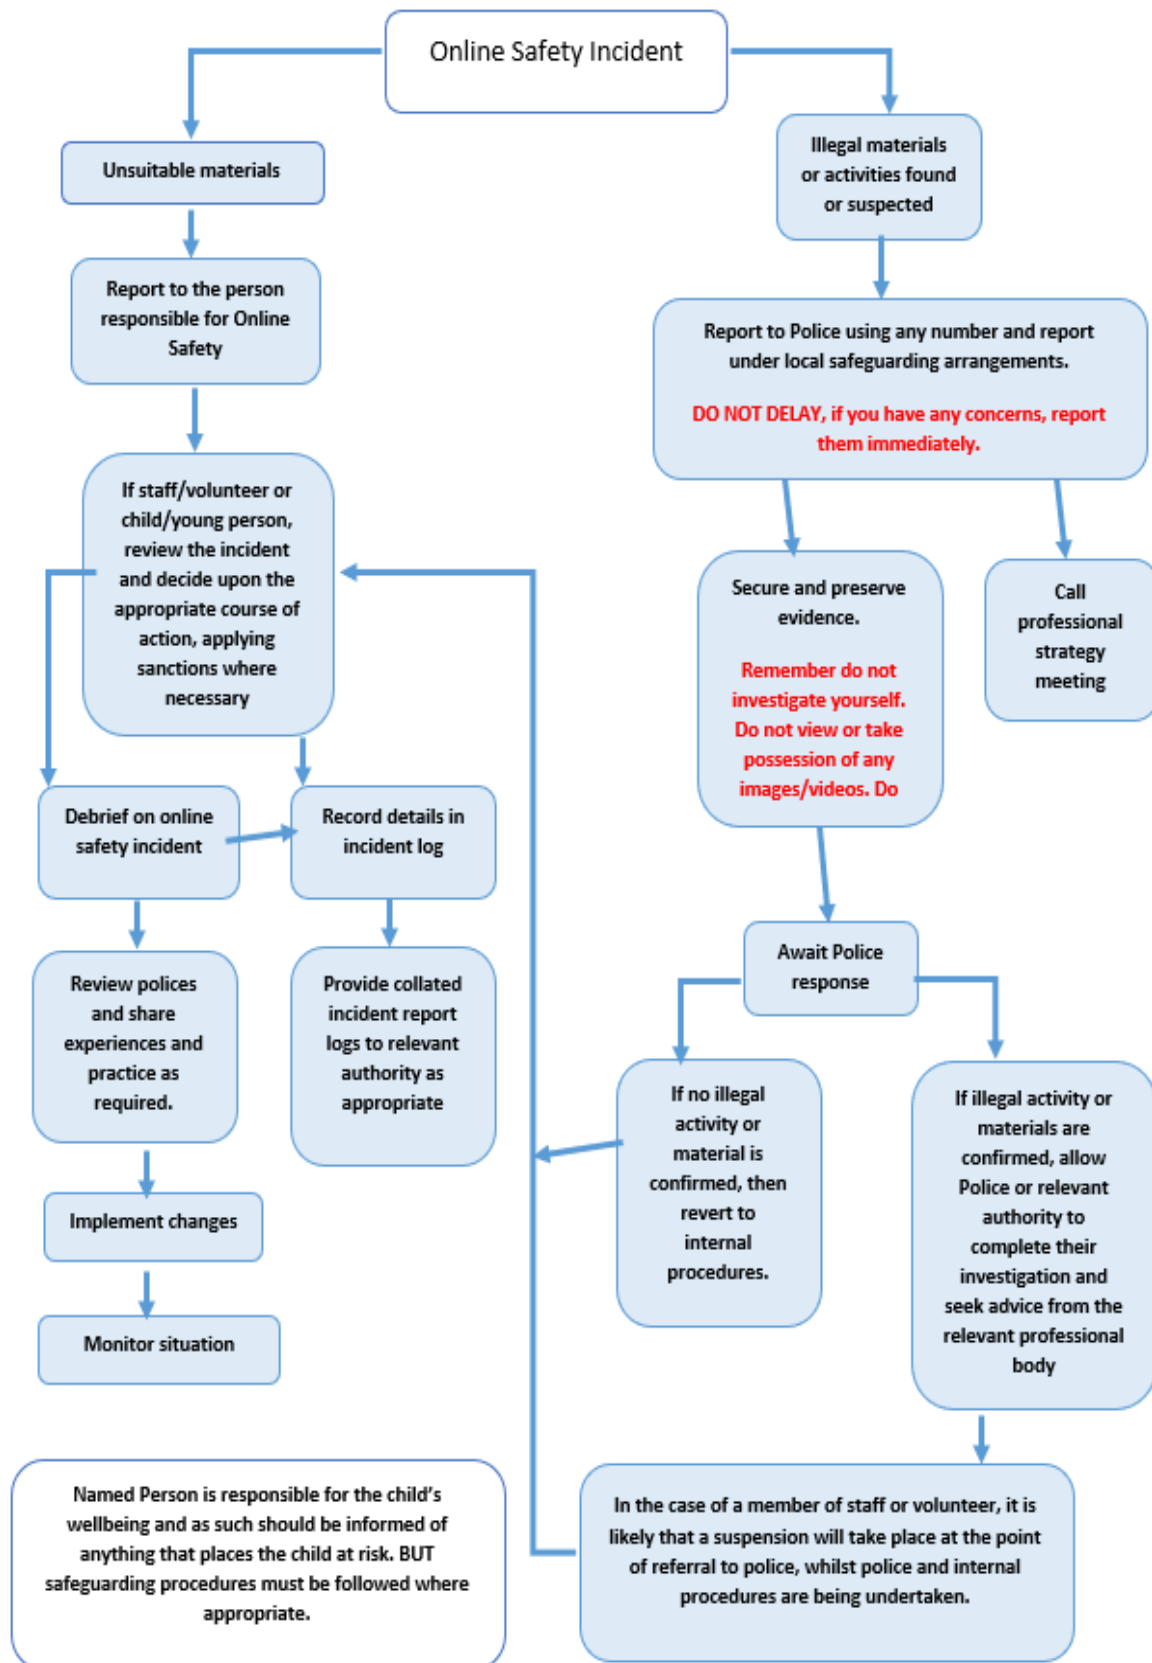 Online Safety Incident
Unsuitable materials
Illegal materials
or activities found
or suspected
Report to the person
responsible for Online
Safety
Report to Police using any number and report
under local safeguarding arrangements.
DO NOT DELAY, if you have any concerns, report
them immediately.
If staff/volunteer or
child/young person,
review the incident
and decide upon the
appropriate course of
action, applying
sanctions where
necessary
Secure and preserve
evidence.
Remember do not
investigate yourself.
Do not view or take
possession of any
images/videos. Do
Call
professional
strategy
meeting
Debrief on online
safety incident
Record details in
incident log
Await Police
response
Review polices
and share
experiences and
practice as
required.
Provide collated
incident report
logs to relevant
authority as
appropriate
If no illegal
activity or
material is
confirmed, then
revert to
internal
procedures.
If illegal activity or
materials are
confirmed, allow
Police or relevant
authority to
complete their
investigation and
seek advice from the
relevant professional
body
Implement changes
Monitor situation
Named Person is responsible for the child's
wellbeing and as such should be informed of
anything that places the child at risk. BUT
safeguarding procedures must be followed where
appropriate.
In the case of a member of staff or volunteer, it is
likely that a suspension will take place at the point
of referral to police, whilst police and internal
procedures are being undertaken.